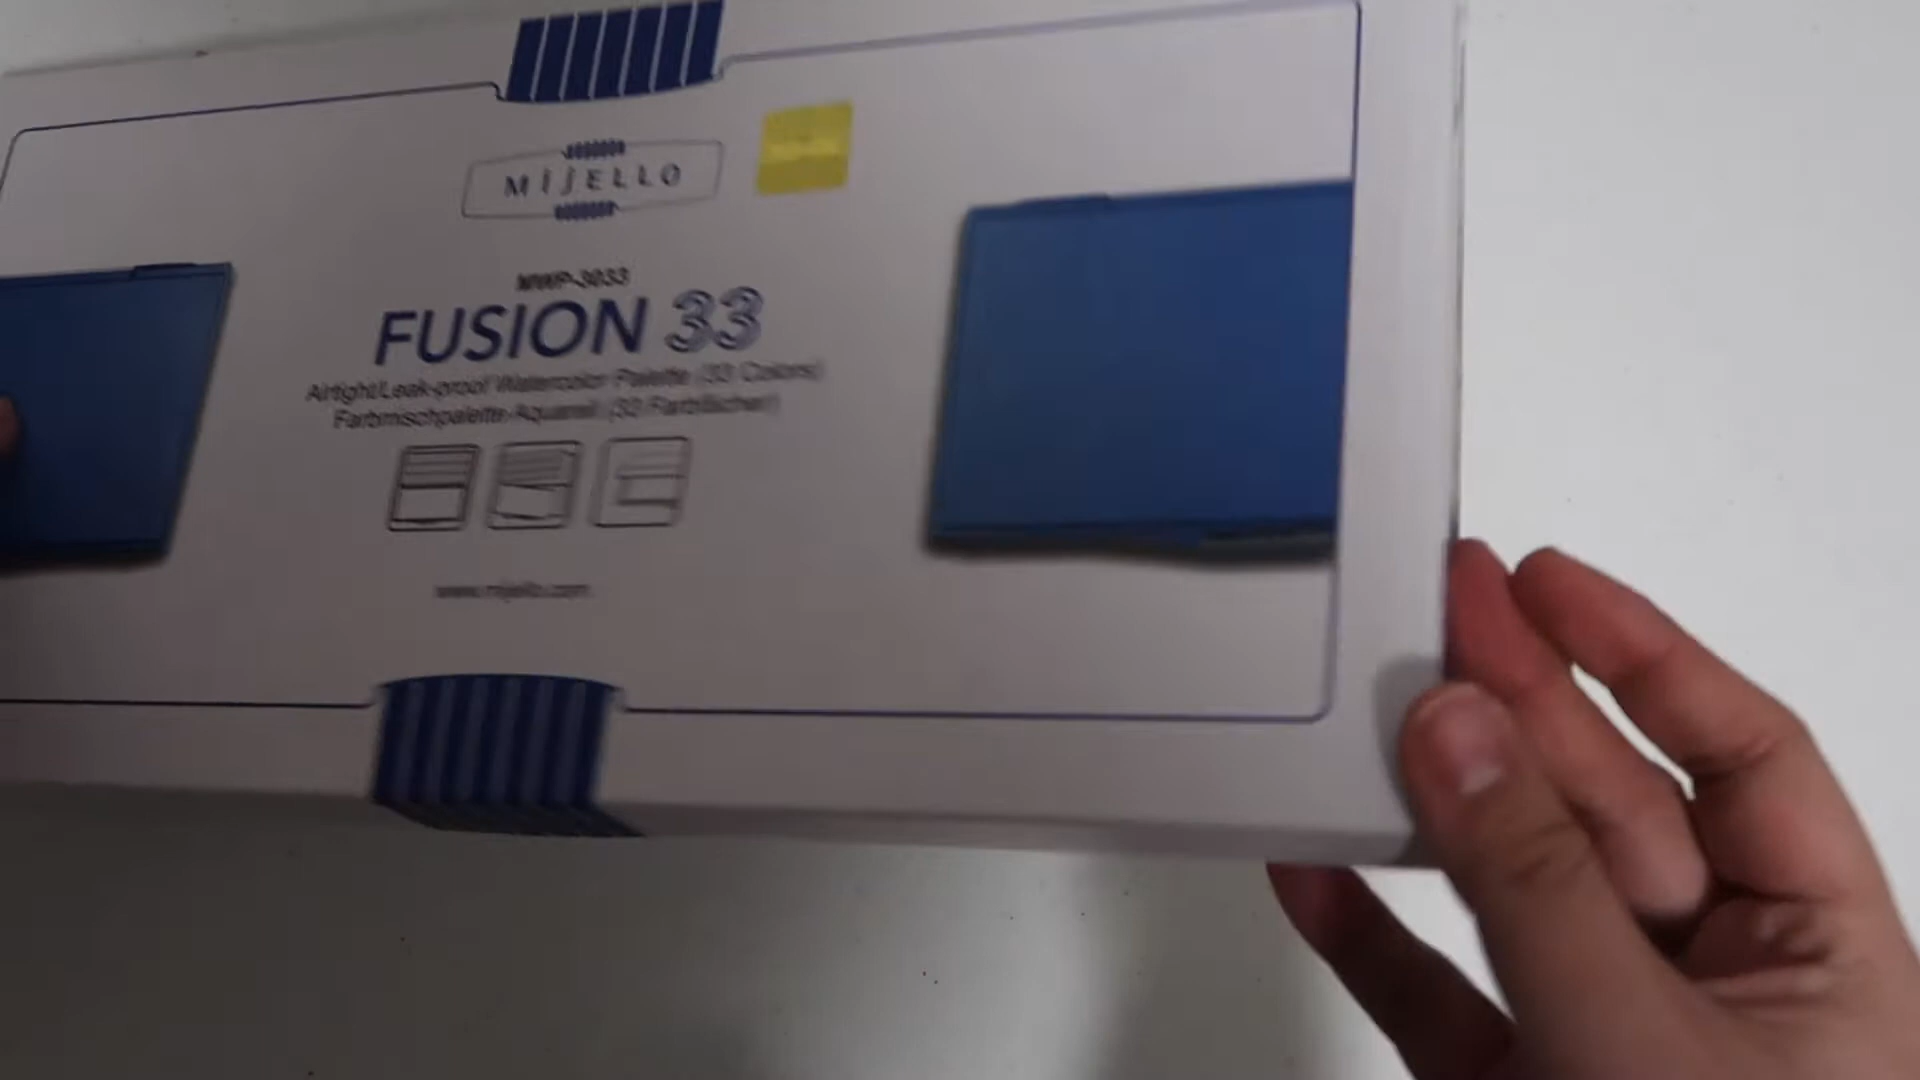 MIJELLO
MWP-3033
FUSION 33
Airtight/Leak-proof Watercolor Palette (33 Colors)
Farbmischpalette-Aquarell (33 Farbfächer)
www.mijello.com